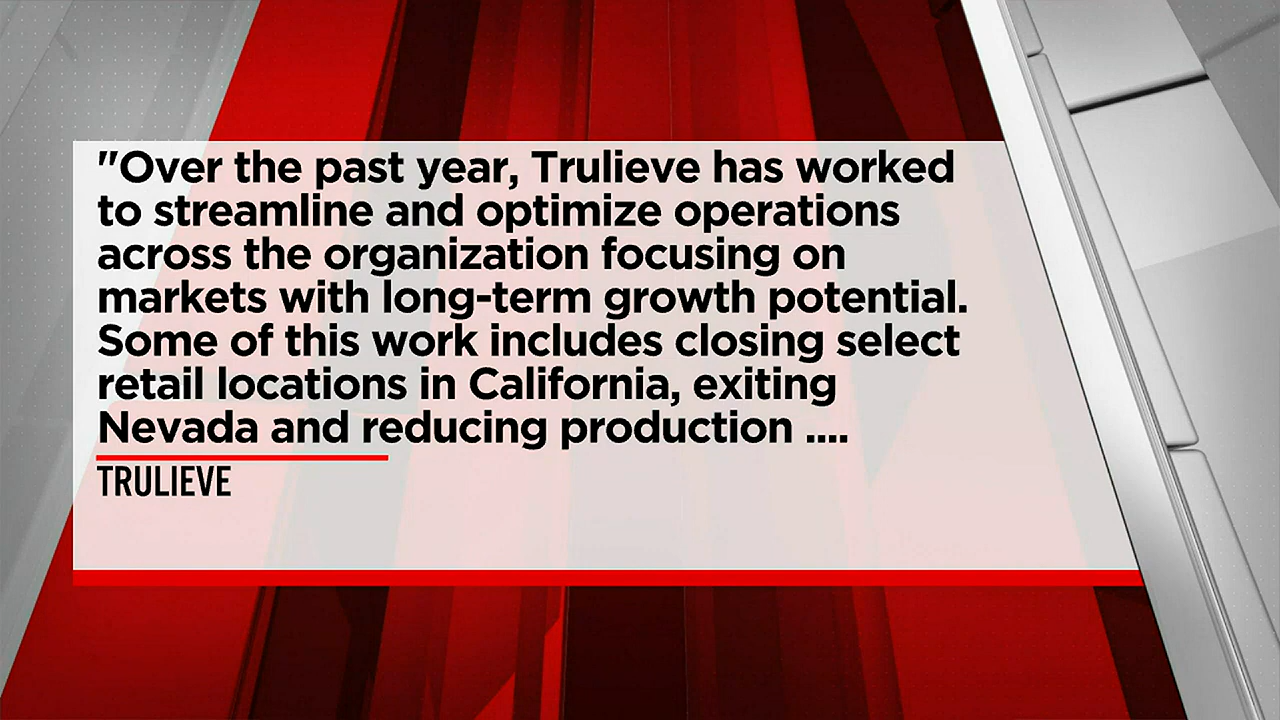 "Over the past year, Trulieve has worked
to streamline and optimize operations
across the organization focusing on
markets with long-term growth potential.
Some of this work includes closing select
retail locations in California, exiting
Nevada and reducing production ....
TRULIEVE